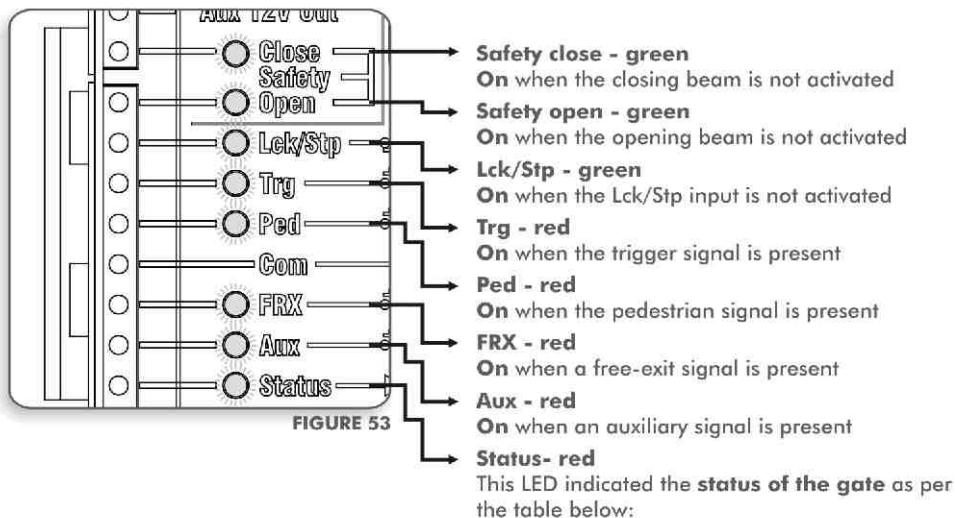 Aux 12V Out
Close
Safety
Open
Lck/Stp
Trg
Ped
Com
FRX
Aux
Status
FIGURE 53
Safety close - green
On when the closing beam is not activated
Safety open - green
On when the opening beam is not activated
Lck/Stp - green
On when the Lck/Stp input is not activated
Trg - red
On when the trigger signal is present
Ped - red
On when the pedestrian signal is present
FRX - red
On when a free-exit signal is present
Aux - red
On when an auxiliary signal is present
Status- red
This LED indicated the status of the gate as per
the table below: